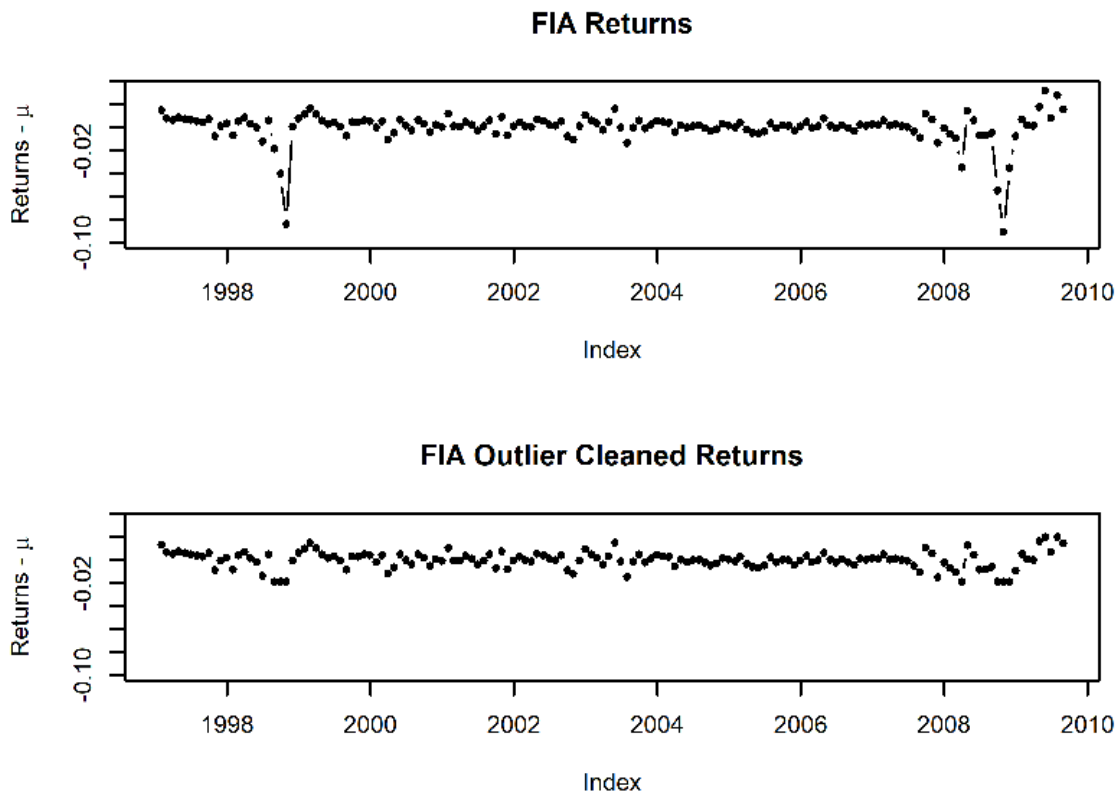 FIA Returns
Returns - μ
-0.02
-0.10
1998 2000 2002 2004 2006 2008 2010
Index
FIA Outlier Cleaned Returns
Returns - μ
-0.02
-0.10
1998 2000 2002 2004 2006 2008 2010
Index